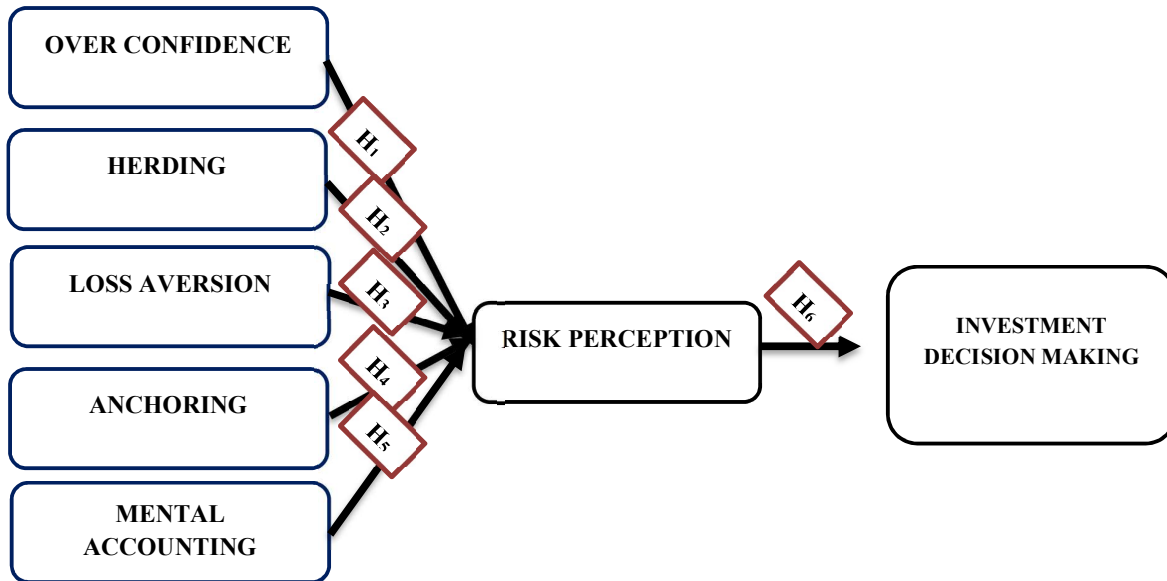 OVER CONFIDENCE
H₁
HERDING
H₂
LOSS AVERSION
H₃
RISK PERCEPTION
H₆
INVESTMENT
DECISION MAKING
H₄
ANCHORING
H₅
MENTAL
ACCOUNTING